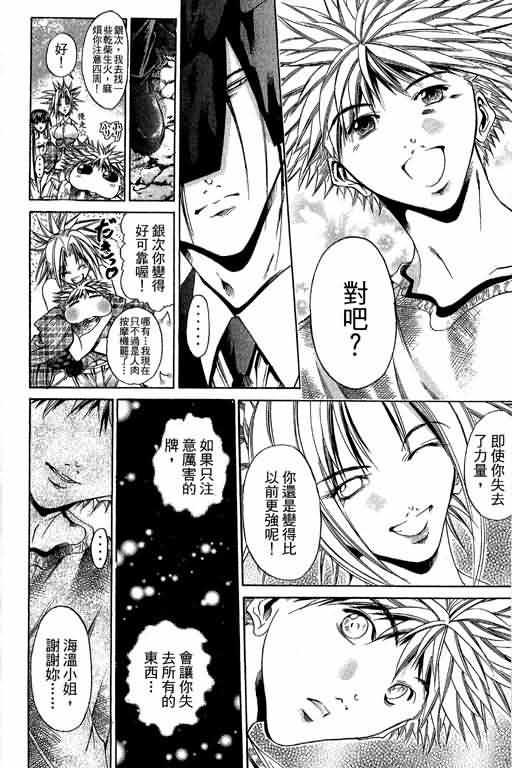 對吧?
……
銀次,我去找一
些乾柴生火,麻
煩你注意四周!
好!
銀次你變得
好可靠喔!
哪有…我現在
只不過是人肉
按摩機罷了…
即使你失去
了力量,
你還是變得比
以前更強呢!
如果只注
意厲害的
牌,
會讓你失
去所有的
東西…
……
海溫小姐,
謝謝妳…